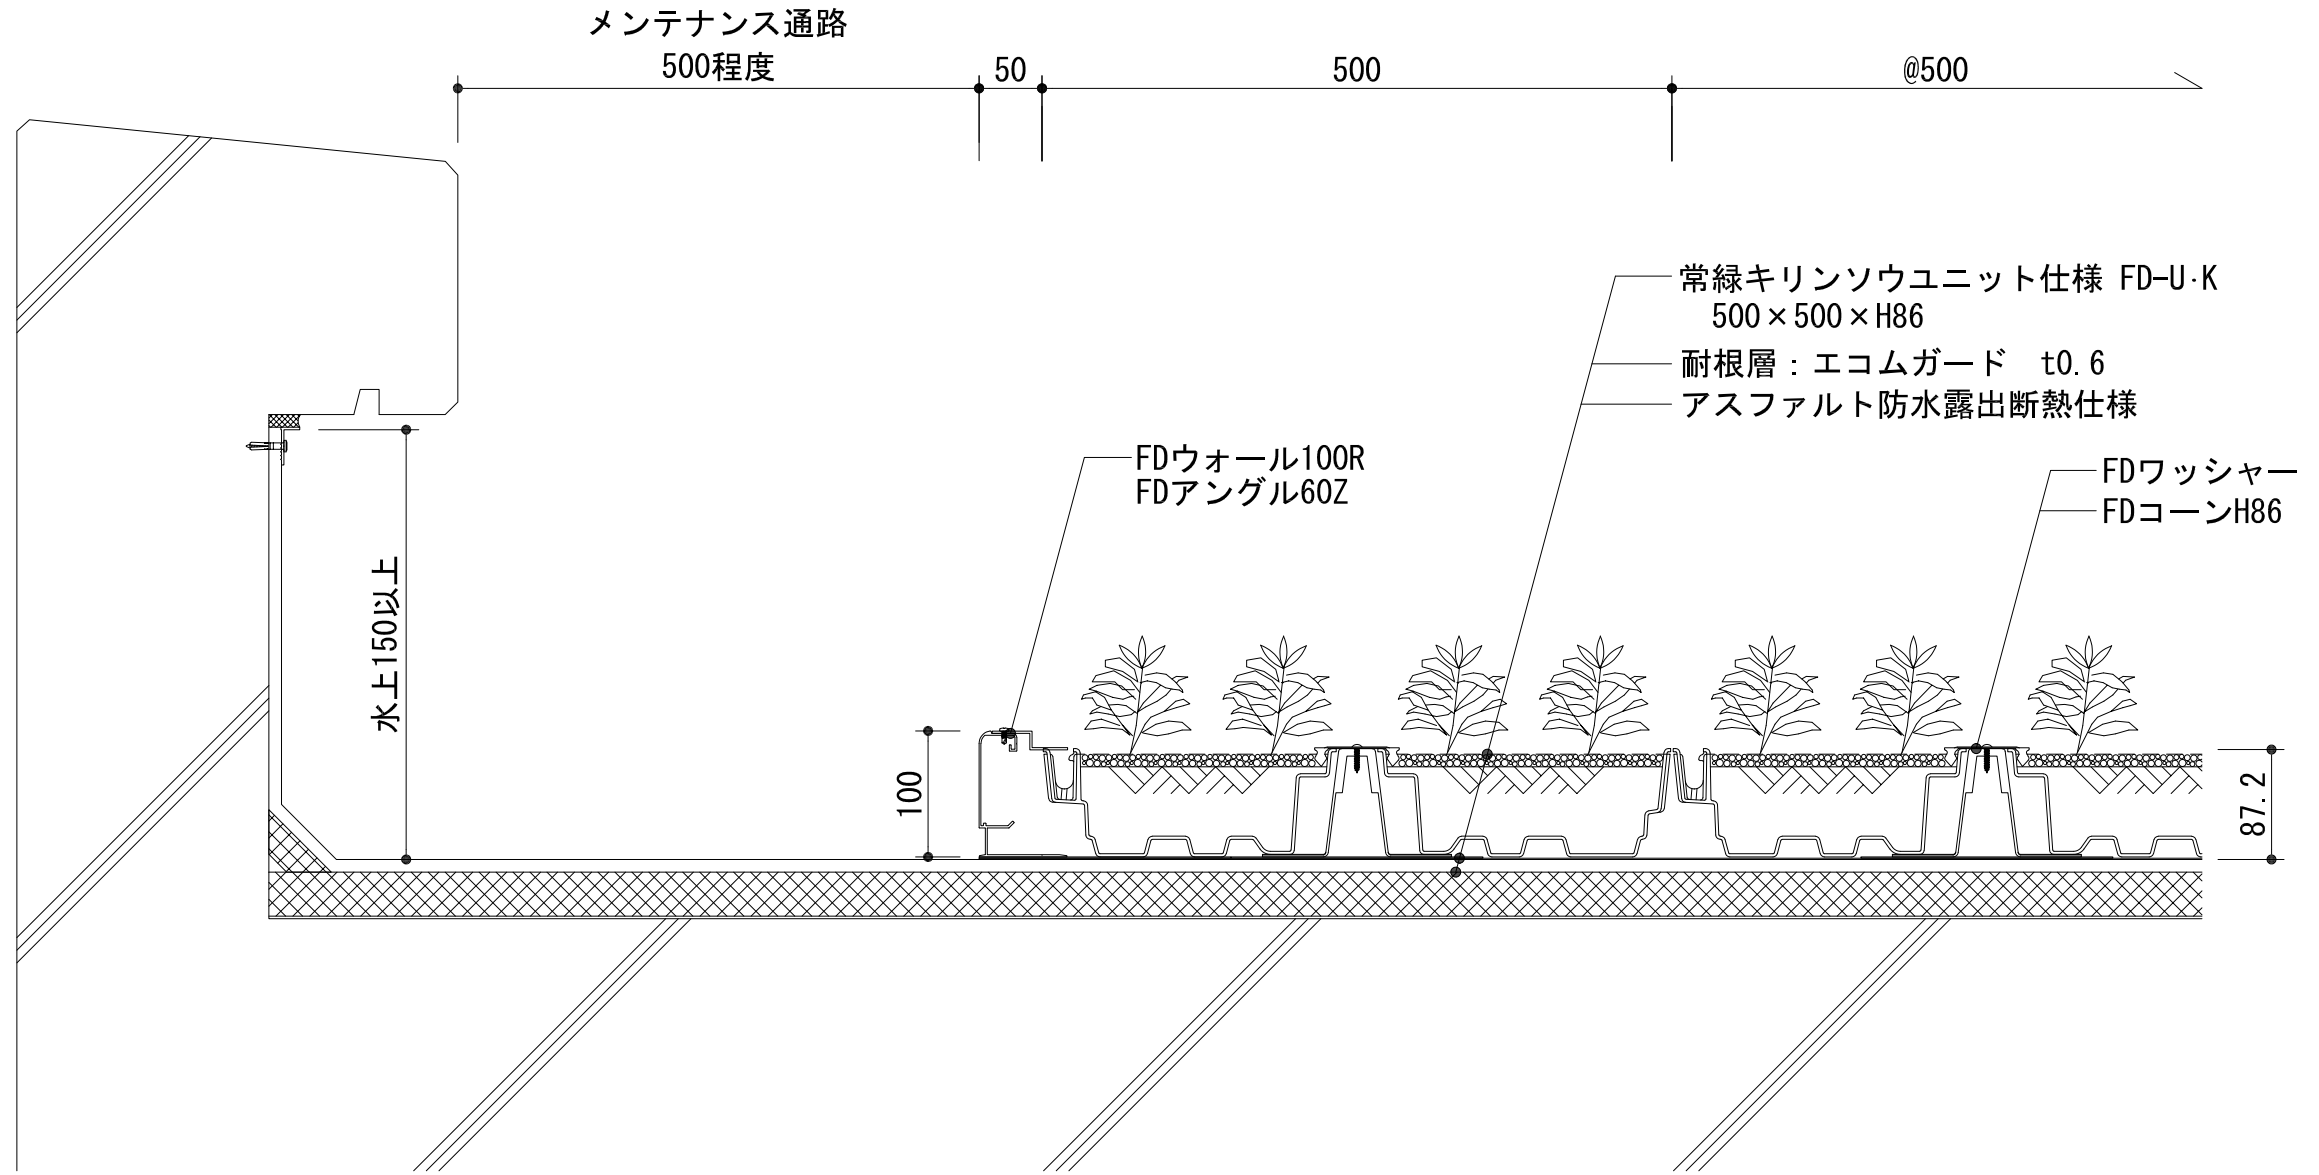 メンテナンス通路
500程度
50
500
@500
常緑キリンソウユニット仕様 FD-U·K
500×500×H86
耐根層：エコムガード　t0.6
アスファルト防水露出断熱仕様
FDウォール100R
FDアングル60Z
FDワッシャー
FDコーンH86
水上150以上
100
87.2